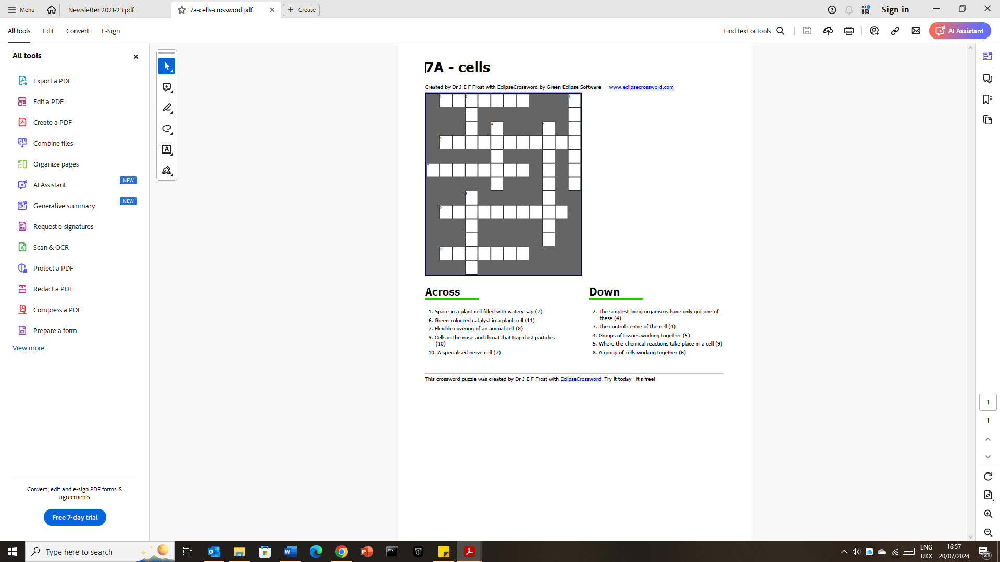 Menu
Newsletter 2021-23.pdf
7a-cells-crossword.pdf
Create
Sign in
All tools
Edit
Convert
E-Sign
Find text or tools
AI Assistant
All tools
Export a PDF
Edit a PDF
Create a PDF
Combine files
Organize pages
AI Assistant NEW
Generative summary NEW
Request e-signatures
Scan & OCR
Protect a PDF
Redact a PDF
Compress a PDF
Prepare a form
View more
Convert, edit and e-sign PDF forms &
agreements
Free 7-day trial
7A - cells
Created by Dr J E F Frost with EclipseCrossword by Green Eclipse Software — www.eclipsecrossword.com
1 2 3
4 5
6
7
8
9
10
Across
1. Space in a plant cell filled with watery sap (7)
6. Green coloured catalyst in a plant cell (11)
7. Flexible covering of an animal cell (8)
9. Cells in the nose and throat that trap dust particles
(10)
10. A specialised nerve cell (7)
Down
2. The simplest living organisms have only got one of
these (4)
3. The control centre of the cell (4)
4. Groups of tissues working together (5)
5. Where the chemical reactions take place in a cell (9)
8. A group of cells working together (6)
This crossword puzzle was created by Dr J E F Frost with EclipseCrossword. Try it today—it's free!
1
1
Type here to search
ENG
UKX
16:57
20/07/2024
21